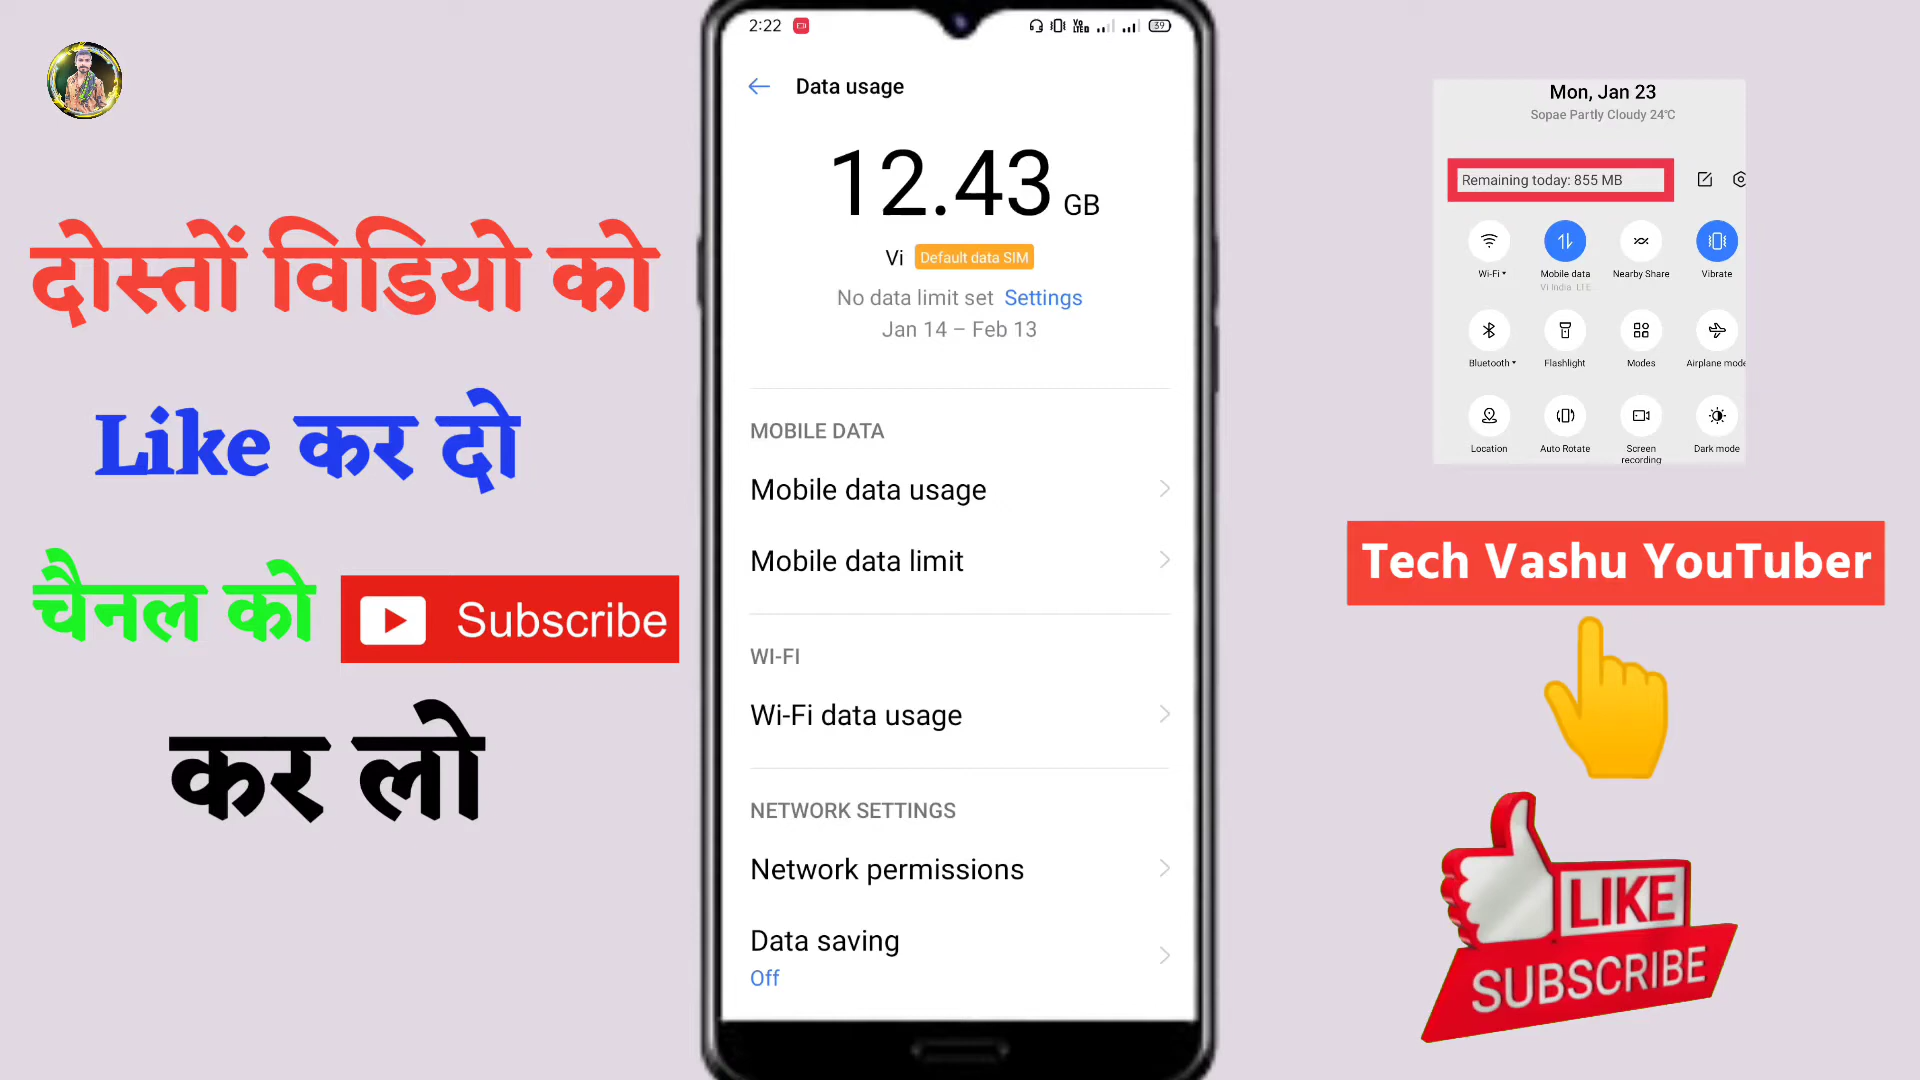 दोस्तों विडियो को
Like कर दो
चैनल को Subscribe
कर लो
2:22
39
Data usage
12.43 GB
Vi Default data SIM
No data limit set Settings
Jan 14 – Feb 13
MOBILE DATA
Mobile data usage
Mobile data limit
WI-FI
Wi-Fi data usage
NETWORK SETTINGS
Network permissions
Data saving
Off
Mon, Jan 23
Sopae Partly Cloudy 24°C
Remaining today: 855 MB
Wi-Fi Mobile data Nearby Share Vibrate
Vi India LTE
Bluetooth Flashlight Modes Airplane mode
Location Auto Rotate Screen recording Dark mode
Tech Vashu YouTuber
LIKE
SUBSCRIBE